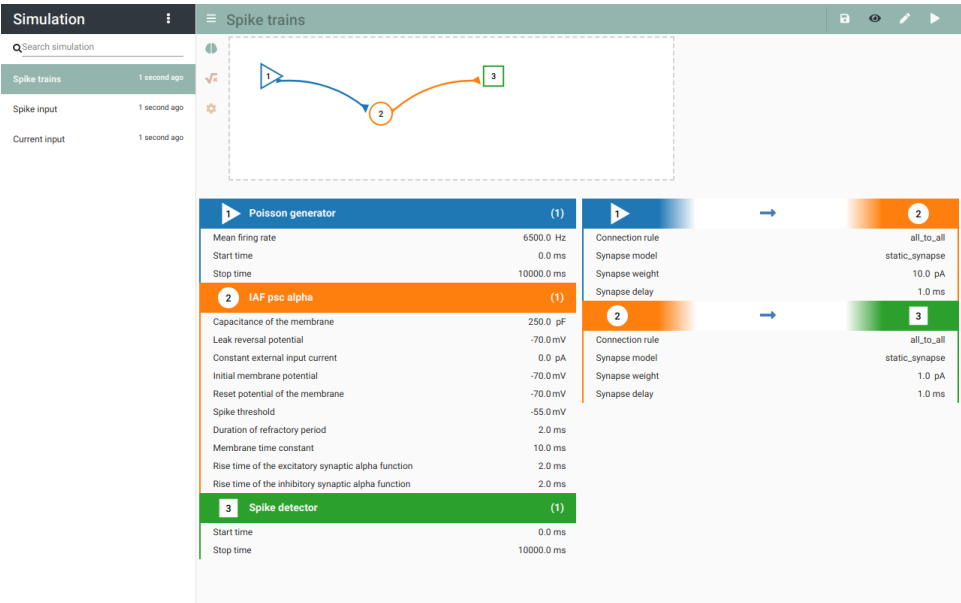 Simulation
Spike trains
Search simulation
Spike trains 1 second ago
Spike input 1 second ago
Current input 1 second ago
1
2
3
1 Poisson generator (1)
Mean firing rate 6500.0 Hz
Start time 0.0 ms
Stop time 10000.0 ms
2 IAF psc alpha (1)
Capacitance of the membrane 250.0 pF
Leak reversal potential -70.0 mV
Constant external input current 0.0 pA
Initial membrane potential -70.0 mV
Reset potential of the membrane -70.0 mV
Spike threshold -55.0 mV
Duration of refractory period 2.0 ms
Membrane time constant 10.0 ms
Rise time of the excitatory synaptic alpha function 2.0 ms
Rise time of the inhibitory synaptic alpha function 2.0 ms
3 Spike detector (1)
Start time 0.0 ms
Stop time 10000.0 ms
1 → 2
Connection rule all_to_all
Synapse model static_synapse
Synapse weight 10.0 pA
Synapse delay 1.0 ms
2 → 3
Connection rule all_to_all
Synapse model static_synapse
Synapse weight 1.0 pA
Synapse delay 1.0 ms